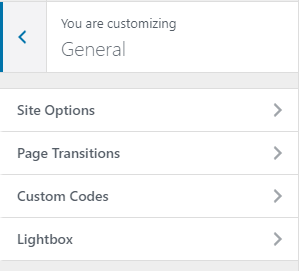 You are customizing
General
Site Options
Page Transitions
Custom Codes
Lightbox